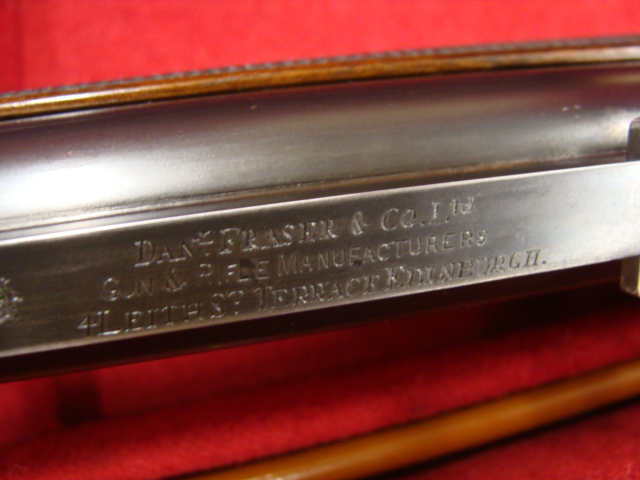 DANˡ FRASER & Co. Ltd
GUN & RIFLE MANUFACTURERS
4 LEITH Sᵗ TERRACE EDINBURGH.